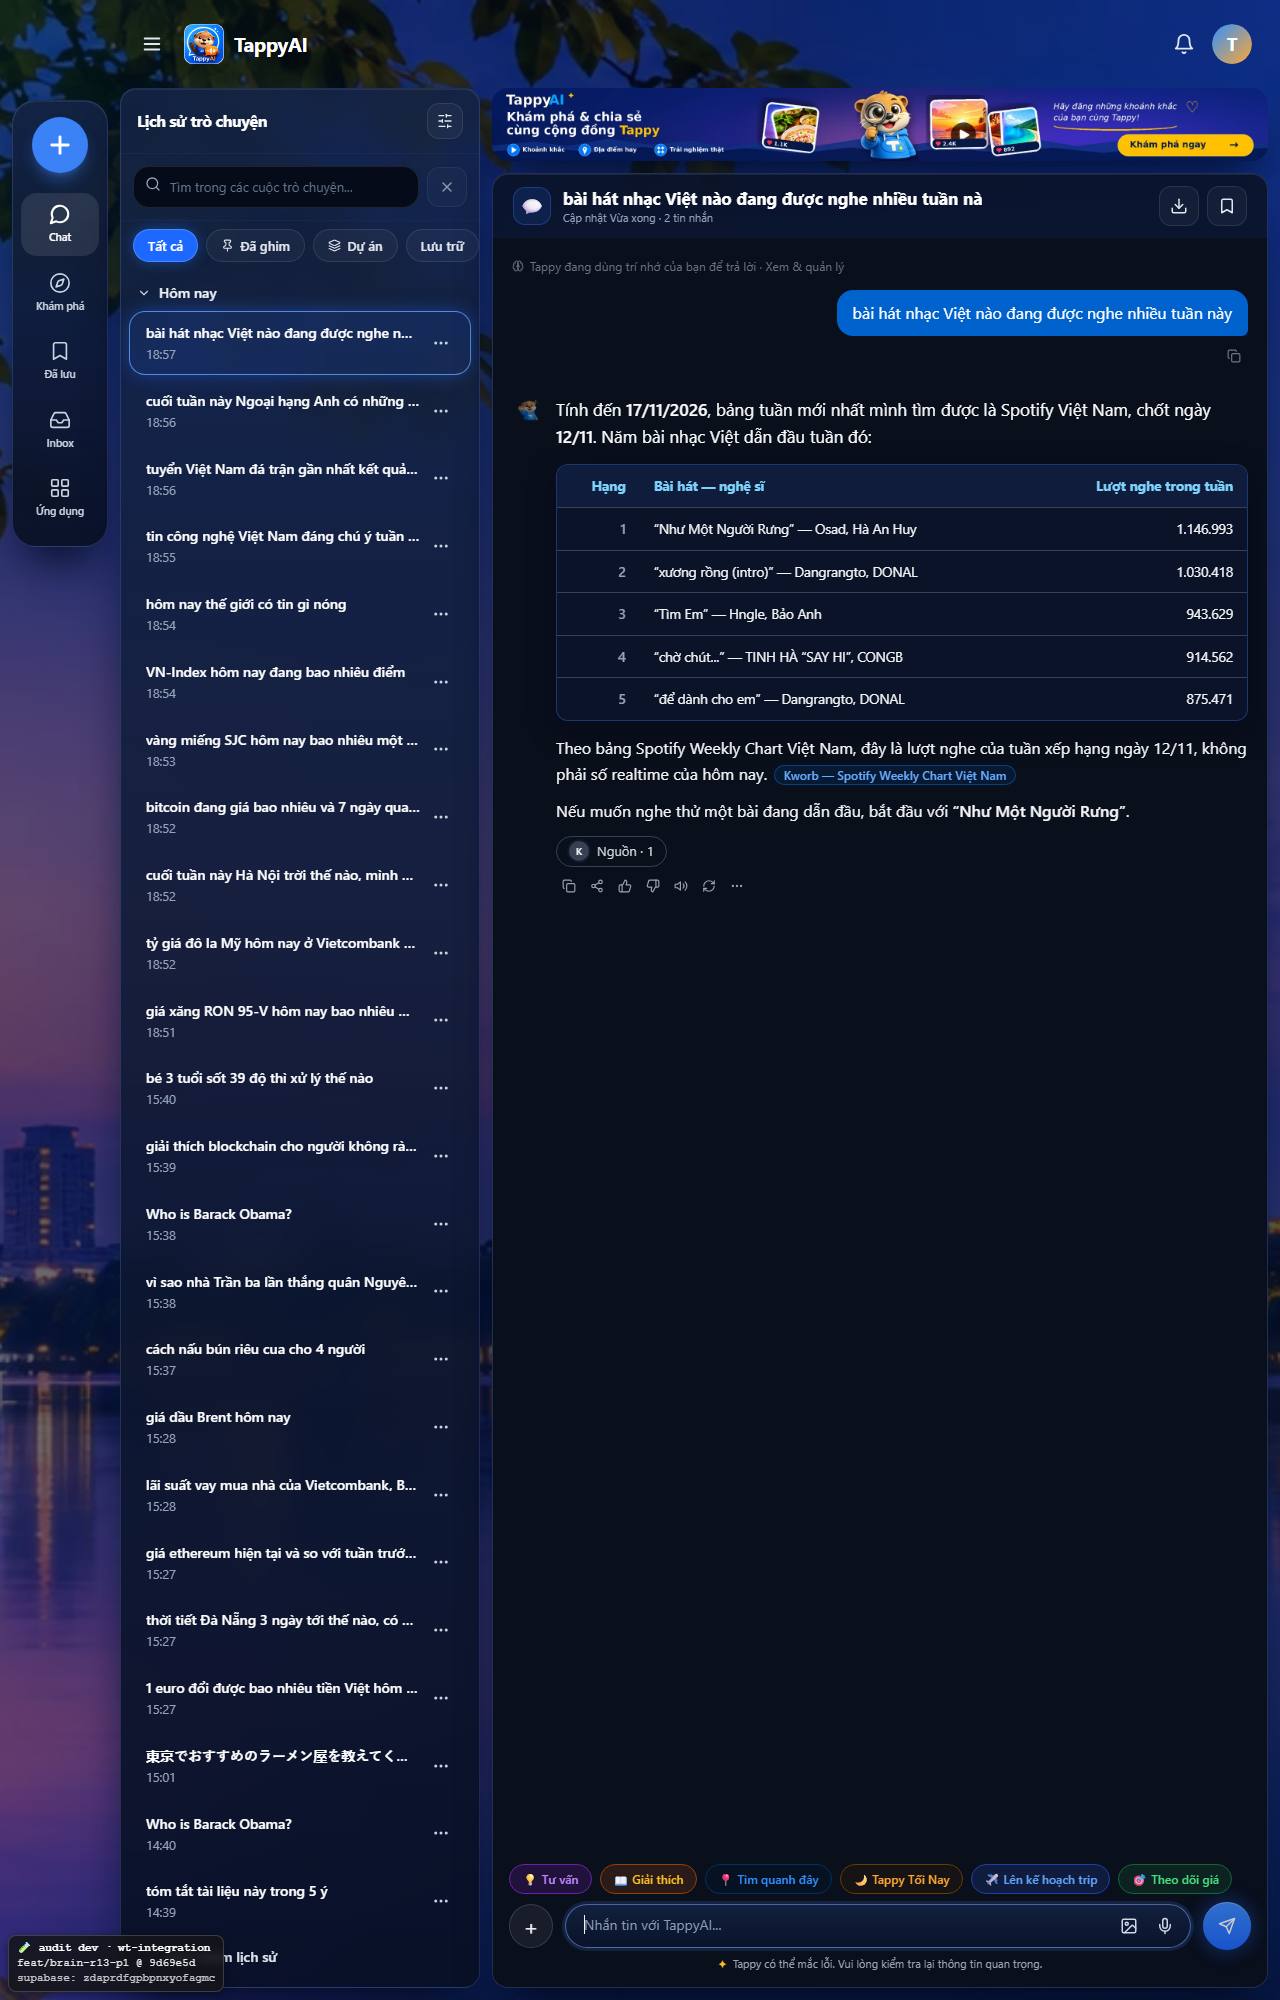 TappyAI
T
TappyAI
Khám phá & chia sẻ
cùng cộng đồng Tappy
Khoảnh khắc
Địa điểm hay
Trải nghiệm thật
1.1K
2.4K
892
Hãy đăng những khoảnh khắc
của bạn cùng Tappy!
Khám phá ngay →
Chat
Khám phá
Đã lưu
Inbox
Ứng dụng
Lịch sử trò chuyện
Tìm trong các cuộc trò chuyện...
Tất cả
Đã ghim
Dự án
Lưu trữ
Hôm nay
bài hát nhạc Việt nào đang được nghe n...
18:57
cuối tuần này Ngoại hạng Anh có những ...
18:56
tuyển Việt Nam đá trận gần nhất kết quả...
18:56
tin công nghệ Việt Nam đáng chú ý tuần ...
18:55
hôm nay thế giới có tin gì nóng
18:54
VN-Index hôm nay đang bao nhiêu điểm
18:54
vàng miếng SJC hôm nay bao nhiêu một ...
18:53
bitcoin đang giá bao nhiêu và 7 ngày qua...
18:52
cuối tuần này Hà Nội trời thế nào, mình ...
18:52
tỷ giá đô la Mỹ hôm nay ở Vietcombank ...
18:52
giá xăng RON 95-V hôm nay bao nhiêu ...
18:51
bé 3 tuổi sốt 39 độ thì xử lý thế nào
15:40
giải thích blockchain cho người không rà...
15:39
Who is Barack Obama?
15:38
vì sao nhà Trần ba lần thắng quân Nguyê...
15:38
cách nấu bún riêu cua cho 4 người
15:37
giá dầu Brent hôm nay
15:28
lãi suất vay mua nhà của Vietcombank, B...
15:28
giá ethereum hiện tại và so với tuần trướ...
15:27
thời tiết Đà Nẵng 3 ngày tới thế nào, có ...
15:27
1 euro đổi được bao nhiêu tiền Việt hôm ...
15:27
東京でおすすめのラーメン屋を教えてく...
15:01
Who is Barack Obama?
14:40
tóm tắt tài liệu này trong 5 ý
14:39
lịch sử
audit dev · wt-integration
feat/brain-r13-p1 @ 9d69e5d
supabase: zdaprdfgpbpnxyofagmc
bài hát nhạc Việt nào đang được nghe nhiều tuần nà
Cập nhật Vừa xong · 2 tin nhắn
Tappy đang dùng trí nhớ của bạn để trả lời · Xem & quản lý
bài hát nhạc Việt nào đang được nghe nhiều tuần này
Tính đến 17/11/2026, bảng tuần mới nhất mình tìm được là Spotify Việt Nam, chốt ngày
12/11. Năm bài nhạc Việt dẫn đầu tuần đó:
Hạng Bài hát — nghệ sĩ Lượt nghe trong tuần
1 “Như Một Người Rưng” — Osad, Hà An Huy 1.146.993
2 “xương rồng (intro)” — Dangrangto, DONAL 1.030.418
3 “Tìm Em” — Hngle, Bảo Anh 943.629
4 “chờ chút...” — TINH HÀ “SAY HI”, CONGB 914.562
5 “để dành cho em” — Dangrangto, DONAL 875.471
Theo bảng Spotify Weekly Chart Việt Nam, đây là lượt nghe của tuần xếp hạng ngày 12/11, không
phải số realtime của hôm nay. Kworb — Spotify Weekly Chart Việt Nam
Nếu muốn nghe thử một bài đang dẫn đầu, bắt đầu với “Như Một Người Rưng”.
K Nguồn · 1
Tư vấn
Giải thích
Tìm quanh đây
Tappy Tối Nay
Lên kế hoạch trip
Theo dõi giá
Nhắn tin với TappyAI...
Tappy có thể mắc lỗi. Vui lòng kiểm tra lại thông tin quan trọng.